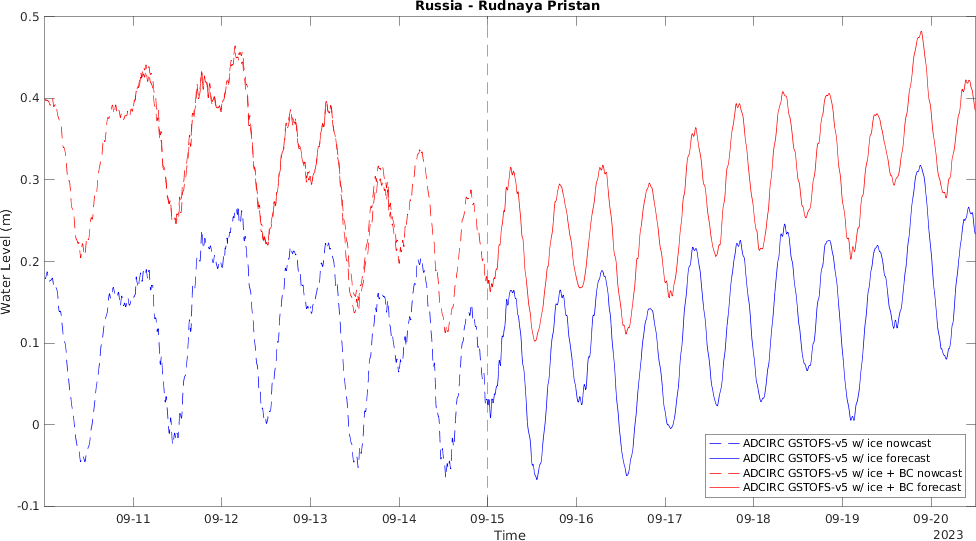 Russia - Rudnaya Pristan
0.5
0.4
0.3
0.2
0.1
0
-0.1
Water Level (m)
09-11 09-12 09-13 09-14 09-15 09-16 09-17 09-18 09-19 09-20
Time
2023
ADCIRC GSTOFS-v5 w/ ice nowcast
ADCIRC GSTOFS-v5 w/ ice forecast
ADCIRC GSTOFS-v5 w/ ice + BC nowcast
ADCIRC GSTOFS-v5 w/ ice + BC forecast